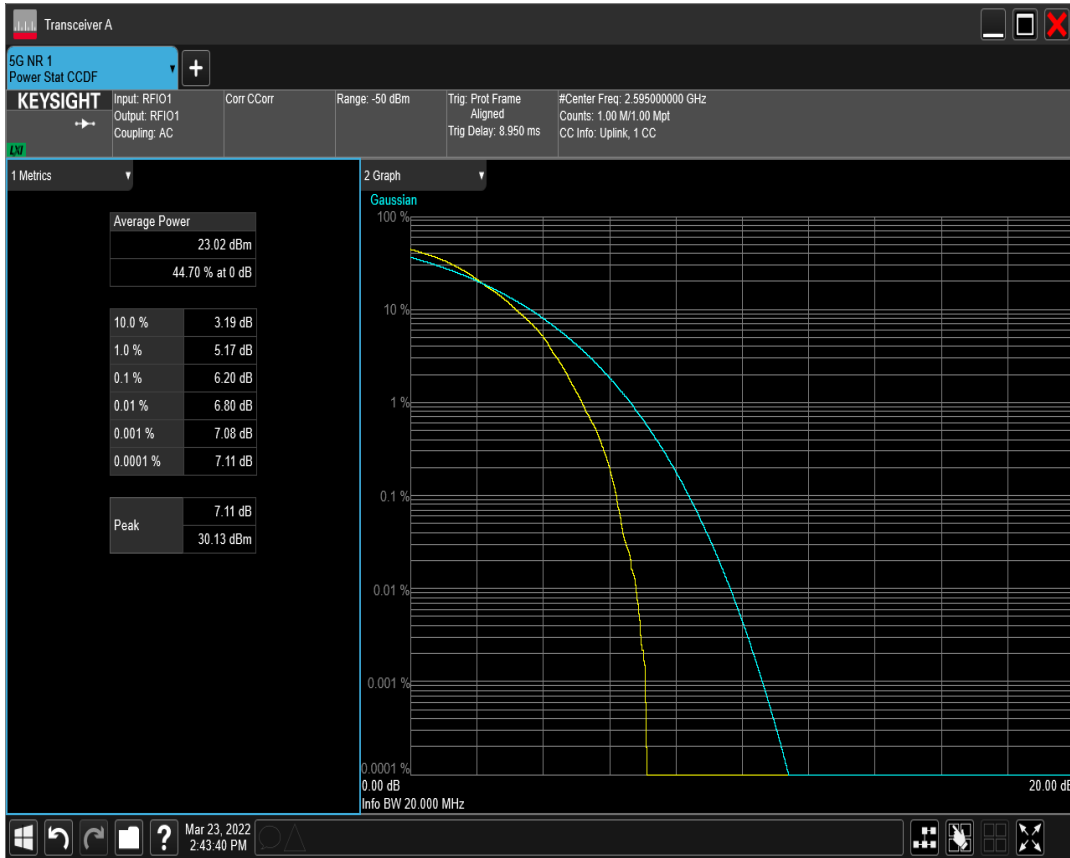 Transceiver A
5G NR 1
Power Stat CCDF
KEYSIGHT
LXI
Input: RFIO1
Output: RFIO1
Coupling: AC
Corr CCorr
Range: -50 dBm
Trig: Prot Frame
Aligned
Trig Delay: 8.950 ms
#Center Freq: 2.595000000 GHz
Counts: 1.00 M/1.00 Mpt
CC Info: Uplink, 1 CC
1 Metrics
Average Power
23.02 dBm
44.70 % at 0 dB
10.0 % 3.19 dB
1.0 % 5.17 dB
0.1 % 6.20 dB
0.01 % 6.80 dB
0.001 % 7.08 dB
0.0001 % 7.11 dB
Peak 7.11 dB
30.13 dBm
2 Graph
Gaussian
100 %
10 %
1 %
0.1 %
0.01 %
0.001 %
0.0001 %
0.00 dB 20.00 dB
Info BW 20.000 MHz
? Mar 23, 2022
2:43:40 PM